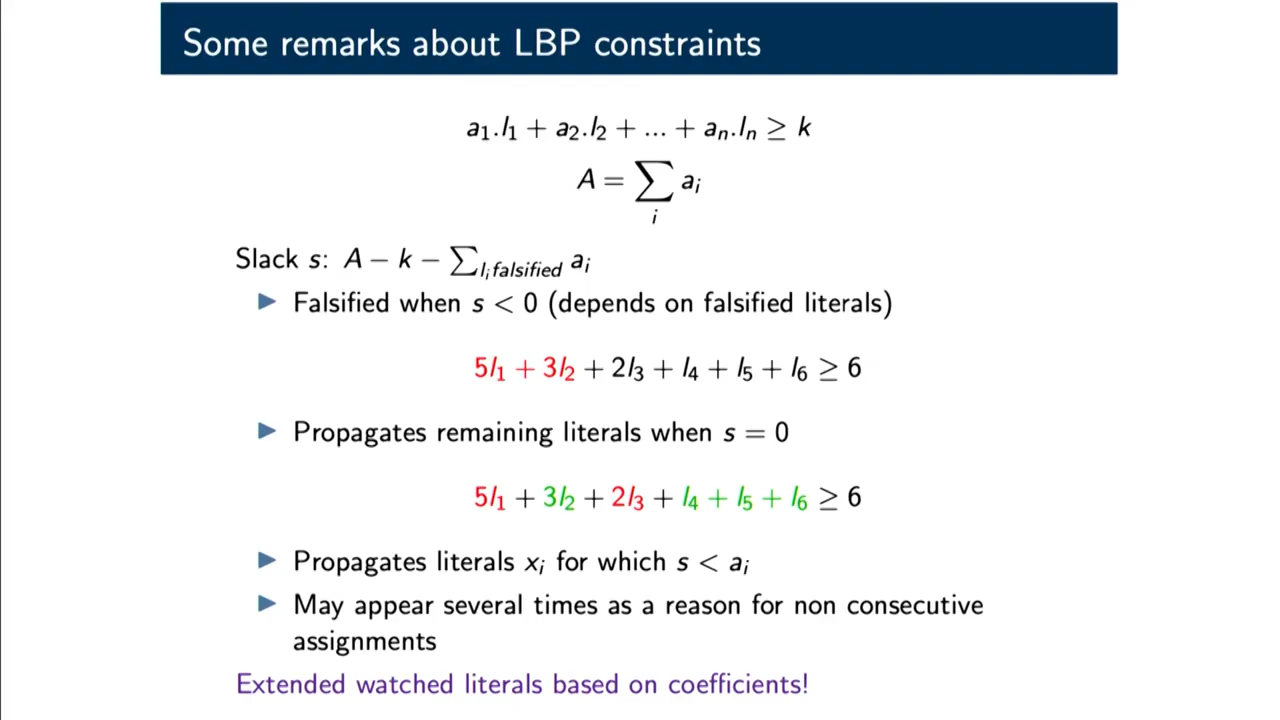 Some remarks about LBP constraints
a₁.l₁ + a₂.l₂ + ... + aₙ.lₙ ≥ k
A = ∑ᵢ aᵢ
Slack s: A − k − ∑_{lᵢ falsified} aᵢ
▶ Falsified when s < 0 (depends on falsified literals)
5l₁ + 3l₂ + 2l₃ + l₄ + l₅ + l₆ ≥ 6
▶ Propagates remaining literals when s = 0
5l₁ + 3l₂ + 2l₃ + l₄ + l₅ + l₆ ≥ 6
▶ Propagates literals xᵢ for which s < aᵢ
▶ May appear several times as a reason for non consecutive
assignments
Extended watched literals based on coefficients!